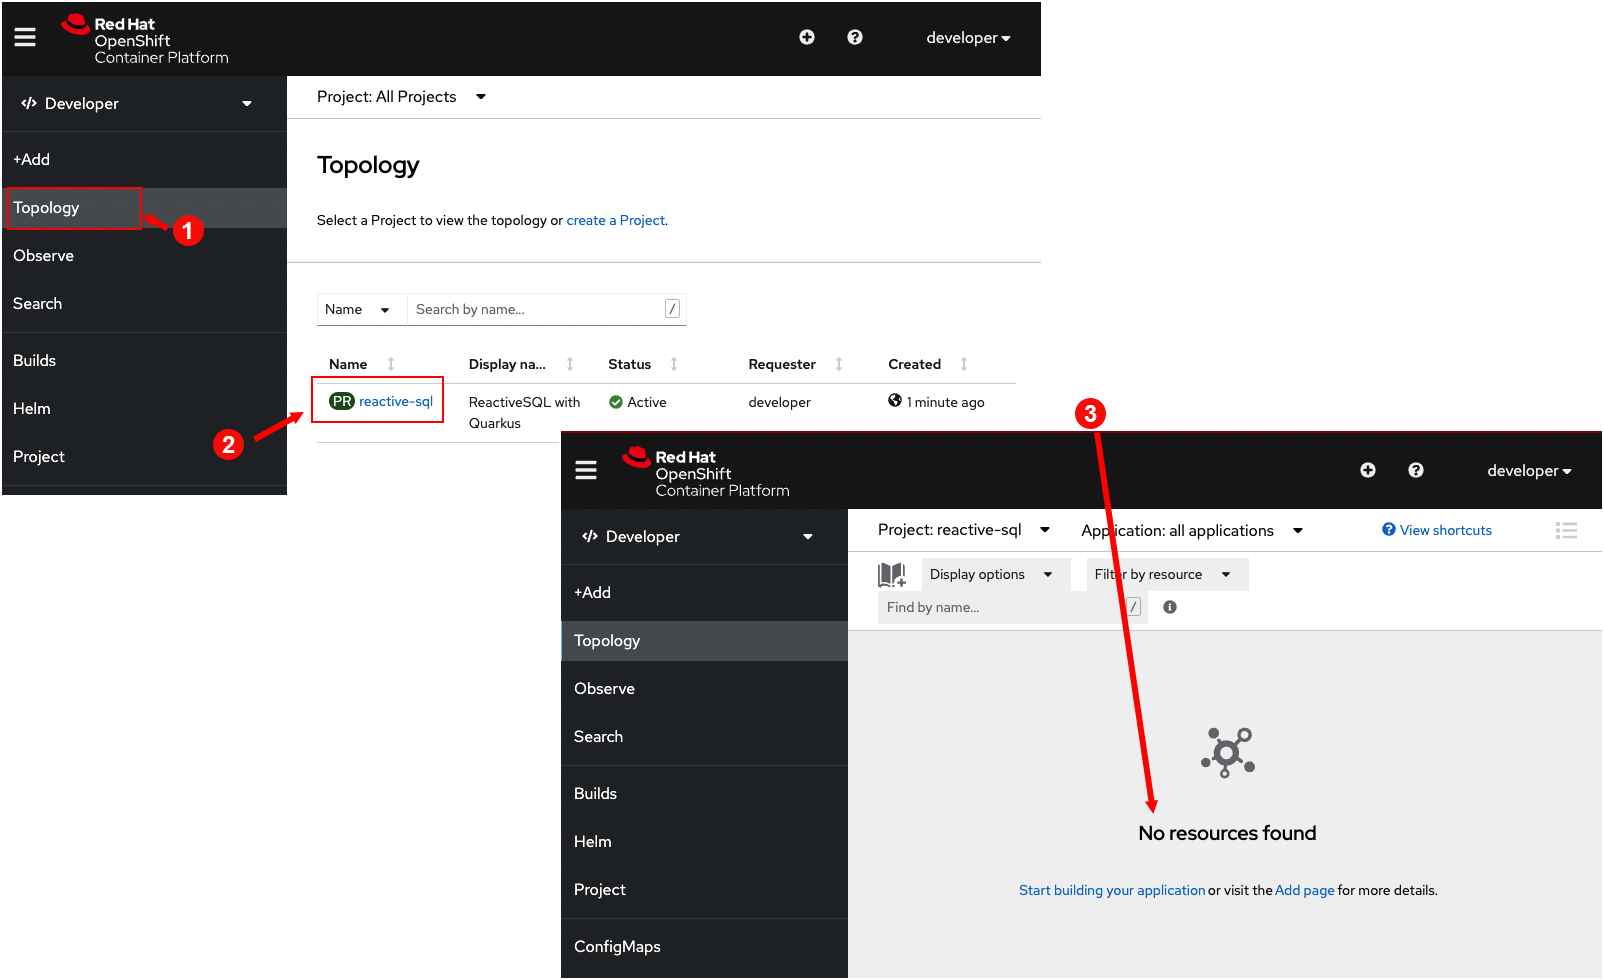 Red Hat
OpenShift
Container Platform
developer
Developer
Project: All Projects
+Add
Topology
Observe
Search
Builds
Helm
Project
1
Topology
Select a Project to view the topology or create a Project.
Name
Search by name...
/
Name
Display na...
Status
Requester
Created
PR reactive-sql
ReactiveSQL with
Quarkus
Active
developer
1 minute ago
2
3
Red Hat
OpenShift
Container Platform
developer
Developer
+Add
Topology
Observe
Search
Builds
Helm
Project
ConfigMaps
Project: reactive-sql
Application: all applications
View shortcuts
Display options
Filter by resource
Find by name...
/
No resources found
Start building your application or visit the Add page for more details.